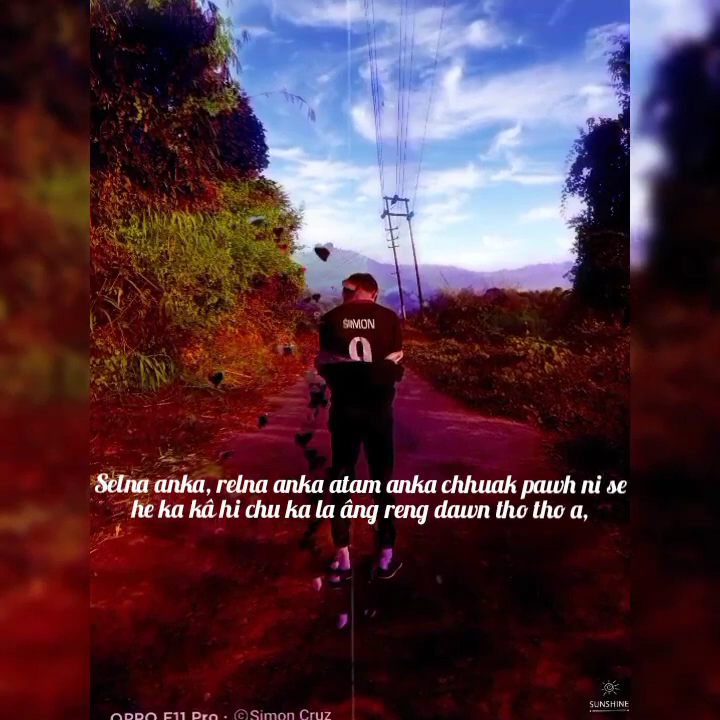 SIMON
9
Selna anka, relna anka atam anka chhuak pawh ni se
he ka kâ hi chu ka la âng reng dawn tho tho a,
SUNSHINE
OPPO F11 Pro · ©Simon Cruz